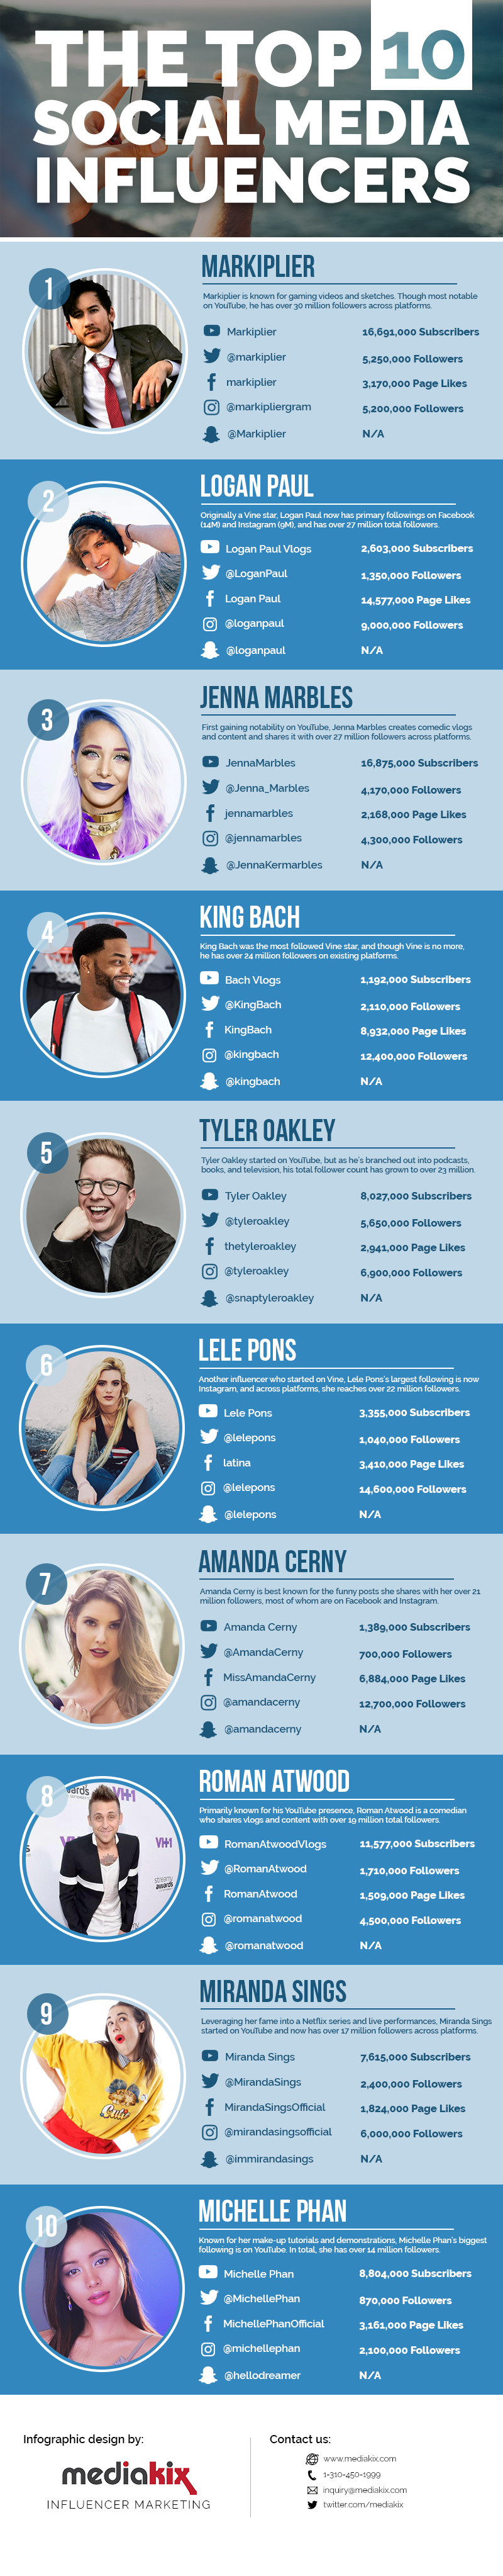 THE TOP 10
SOCIAL MEDIA
INFLUENCERS
1
MARKIPLIER
Markiplier is known for gaming videos and sketches. Though most notable
on YouTube, he has over 30 million followers across platforms.
Markiplier 16,691,000 Subscribers
@markiplier 5,250,000 Followers
markiplier 3,170,000 Page Likes
@markipliergram 5,200,000 Followers
@Markiplier N/A
2
LOGAN PAUL
Originally a Vine star, Logan Paul now has primary followings on Facebook
(14M) and Instagram (9M), and has over 27 million total followers.
Logan Paul Vlogs 2,603,000 Subscribers
@LoganPaul 1,350,000 Followers
Logan Paul 14,577,000 Page Likes
@loganpaul 9,000,000 Followers
@loganpaul N/A
3
JENNA MARBLES
First gaining notability on YouTube, Jenna Marbles creates comedic vlogs
and content and shares it with over 27 million followers across platforms.
JennaMarbles 16,875,000 Subscribers
@Jenna_Marbles 4,170,000 Followers
jennamarbles 2,168,000 Page Likes
@jennamarbles 4,300,000 Followers
@JennaKermarbles N/A
4
KING BACH
King Bach was the most followed Vine star, and though Vine is no more,
he has over 24 million followers on existing platforms.
Bach Vlogs 1,192,000 Subscribers
@KingBach 2,110,000 Followers
KingBach 8,932,000 Page Likes
@kingbach 12,400,000 Followers
@kingbach N/A
5
TYLER OAKLEY
Tyler Oakley started on YouTube, but as he's branched out into podcasts,
books, and television, his total follower count has grown to over 23 million.
Tyler Oakley 8,027,000 Subscribers
@tyleroakley 5,650,000 Followers
thetyleroakley 2,941,000 Page Likes
@tyleroakley 6,900,000 Followers
@snaptyleroakley N/A
6
LELE PONS
Another influencer who started on Vine, Lele Pons's largest following is now
Instagram, and across platforms, she reaches over 22 million followers.
Lele Pons 3,355,000 Subscribers
@lelepons 1,040,000 Followers
latina 3,410,000 Page Likes
@lelepons 14,600,000 Followers
@lelepons N/A
7
AMANDA CERNY
Amanda Cerny is best known for the funny posts she shares with her over 21
million followers, most of whom are on Facebook and Instagram.
Amanda Cerny 1,389,000 Subscribers
@AmandaCerny 700,000 Followers
MissAmandaCerny 6,884,000 Page Likes
@amandacerny 12,700,000 Followers
@amandacerny N/A
8
VH1
VH1
streamy
awards
ROMAN ATWOOD
Primarily known for his YouTube presence, Roman Atwood is a comedian
who shares vlogs and content with over 19 million total followers.
RomanAtwoodVlogs 11,577,000 Subscribers
@RomanAtwood 1,710,000 Followers
RomanAtwood 1,509,000 Page Likes
@romanatwood 4,500,000 Followers
@romanatwood N/A
9
MIRANDA SINGS
Leveraging her fame into a Netflix series and live performances, Miranda Sings
started on YouTube and now has over 17 million followers across platforms.
Miranda Sings 7,615,000 Subscribers
@MirandaSings 2,400,000 Followers
MirandaSingsOfficial 1,824,000 Page Likes
@mirandasingsofficial 6,000,000 Followers
@immirandasings N/A
10
MICHELLE PHAN
Known for her make-up tutorials and demonstrations, Michelle Phan's biggest
following is on YouTube. In total, she has over 14 million followers.
Michelle Phan 8,804,000 Subscribers
@MichellePhan 870,000 Followers
MichellePhanOfficial 3,161,000 Page Likes
@michellephan 2,100,000 Followers
@hellodreamer N/A
Infographic design by:
mediakix
INFLUENCER MARKETING
Contact us:
www.mediakix.com
1-310-450-1999
inquiry@mediakix.com
twitter.com/mediakix